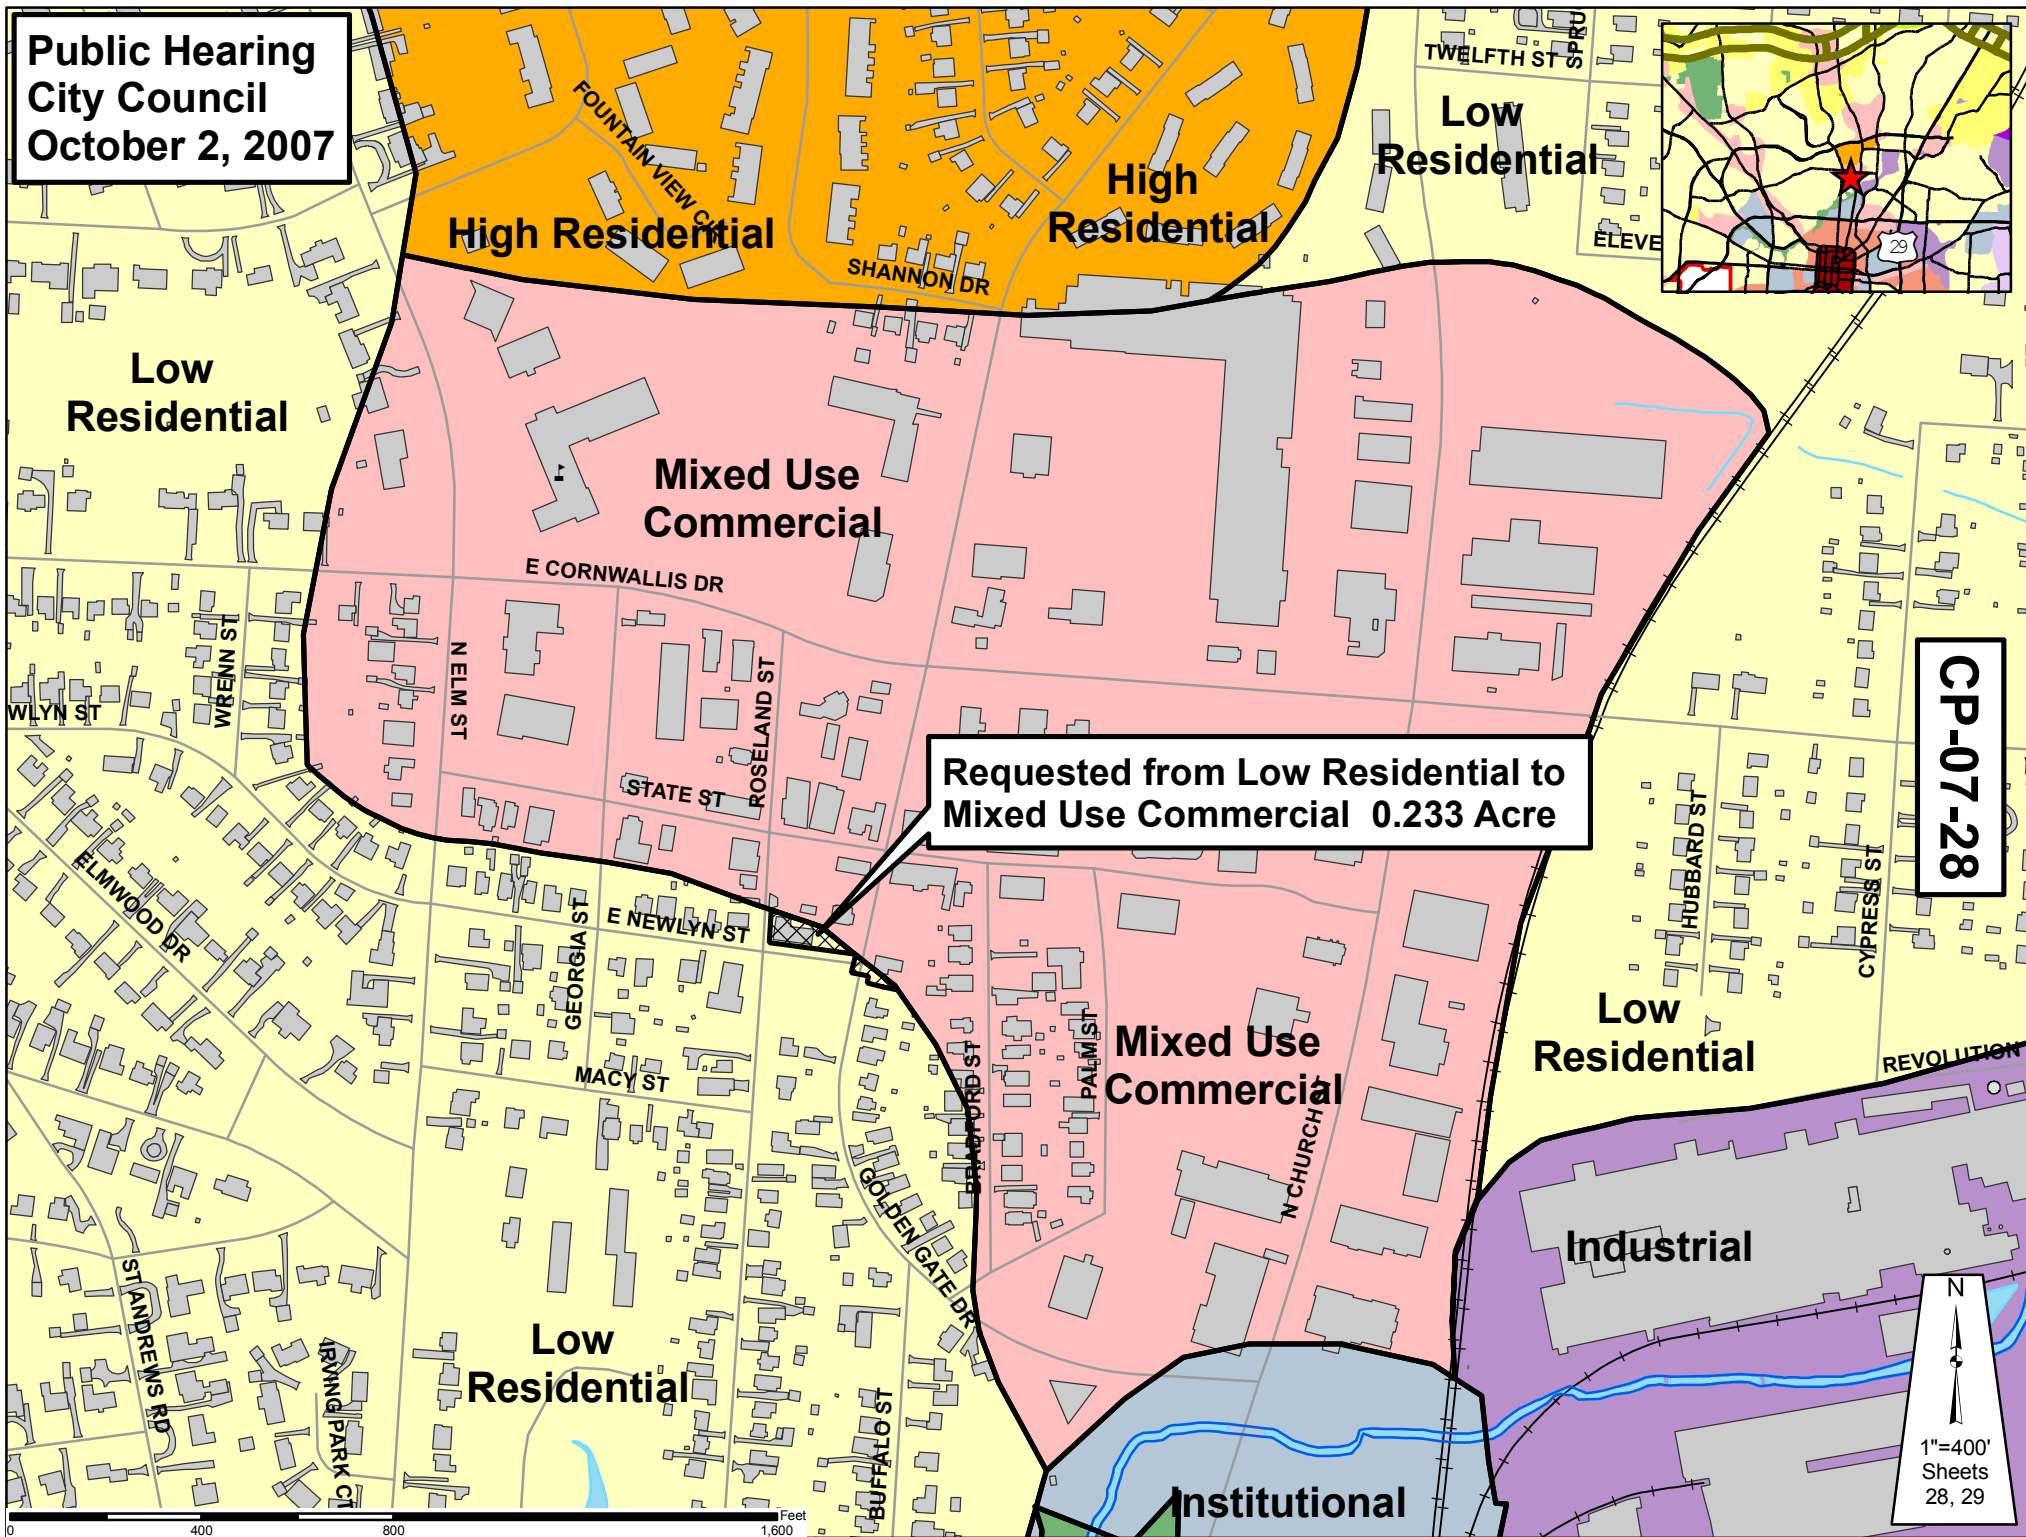 Public Hearing
City Council
October 2, 2007
TWELFTH ST
SPRU
Low
Residential
ELEVE
29
FOUNTAIN VIEW CIR
High Residential
High
Residential
SHANNON DR
Low
Residential
Mixed Use
Commercial
E CORNWALLIS DR
WRENN ST
N ELM ST
ROSELAND ST
WLYN ST
STATE ST
Requested from Low Residential to
Mixed Use Commercial 0.233 Acre
CP-07-28
HUBBARD ST
CYPRESS ST
ELMWOOD DR
GEORGIA ST
E NEWLYN ST
MACY ST
BRADFORD ST
PALM ST
Mixed Use
Commercial
N CHURCH ST
Low
Residential
REVOLUTION
GOLDEN GATE DR
Industrial
ST ANDREWS RD
IRVING PARK CT
Low
Residential
BUFFALO ST
Institutional
N
1"=400'
Sheets
28, 29
0 400 800 1,600
Feet